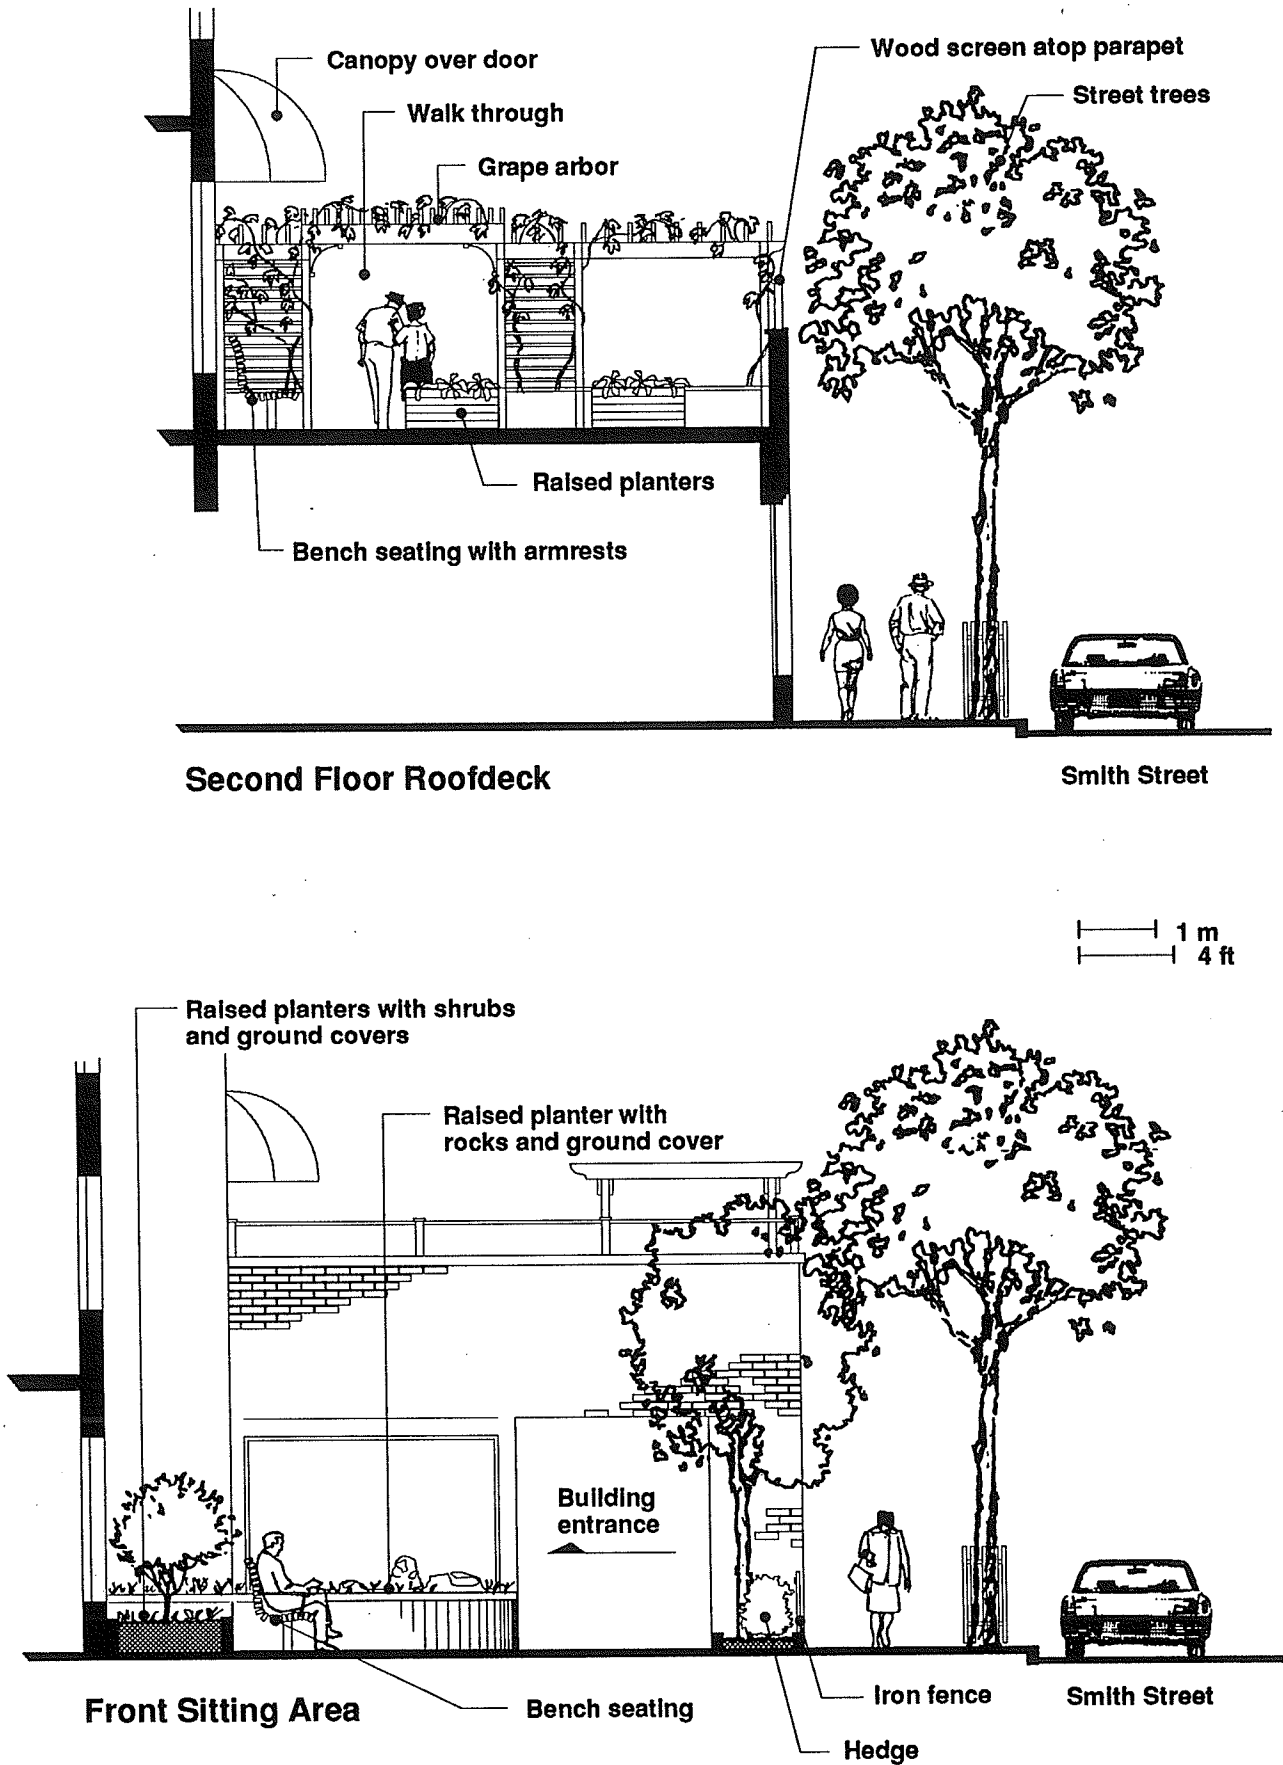 Canopy over door
Wood screen atop parapet
Walk through
Street trees
Grape arbor
Raised planters
Bench seating with armrests
Second Floor Roofdeck
Smith Street
1 m
4 ft
Raised planters with shrubs
and ground covers
Raised planter with
rocks and ground cover
Building
entrance
Front Sitting Area
Bench seating
Iron fence
Smith Street
Hedge